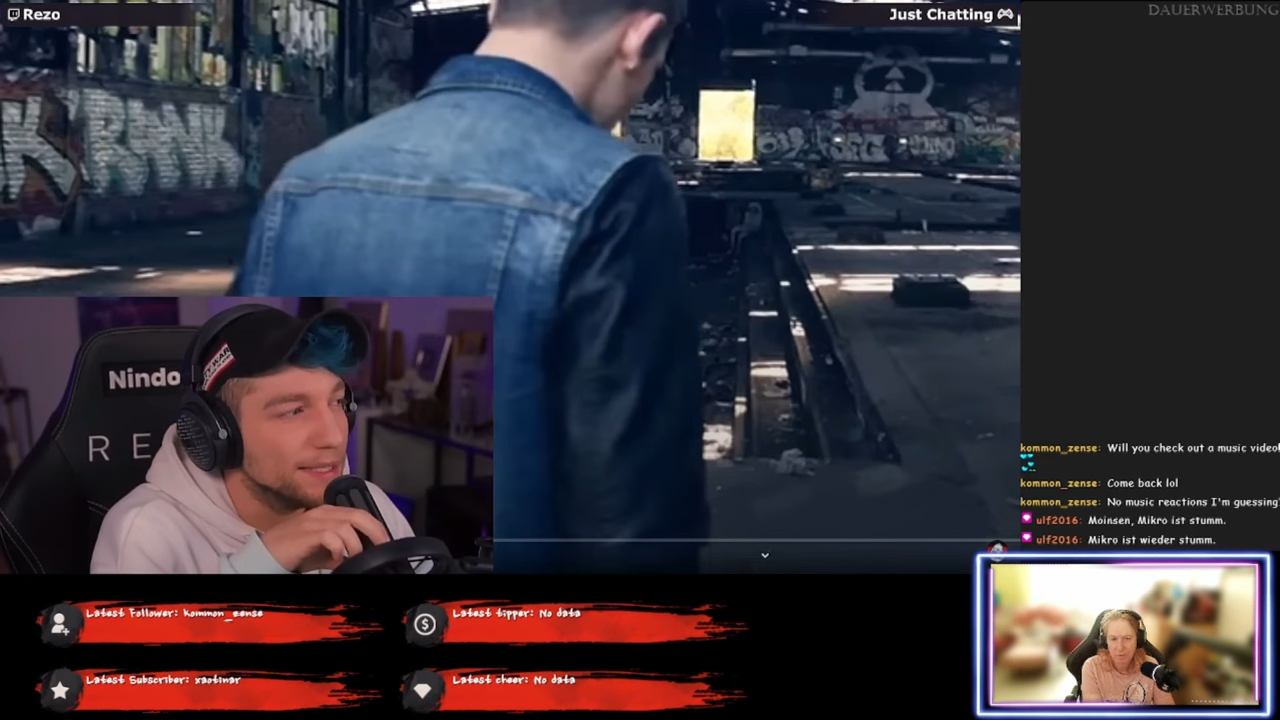 Rezo
Just Chatting
DAUERWERBUNG
Nindo
R E
kommon_zense: Will you check out a music video
kommon_zense: Come back lol
kommon_zense: No music reactions I'm guessing
ulf2016: Moinsen, Mikro ist stumm.
ulf2016: Mikro ist wieder stumm.
Latest Follower: kommon_zense
Latest tipper: No data
Latest Subscriber: xaotinar
Latest cheer: No data